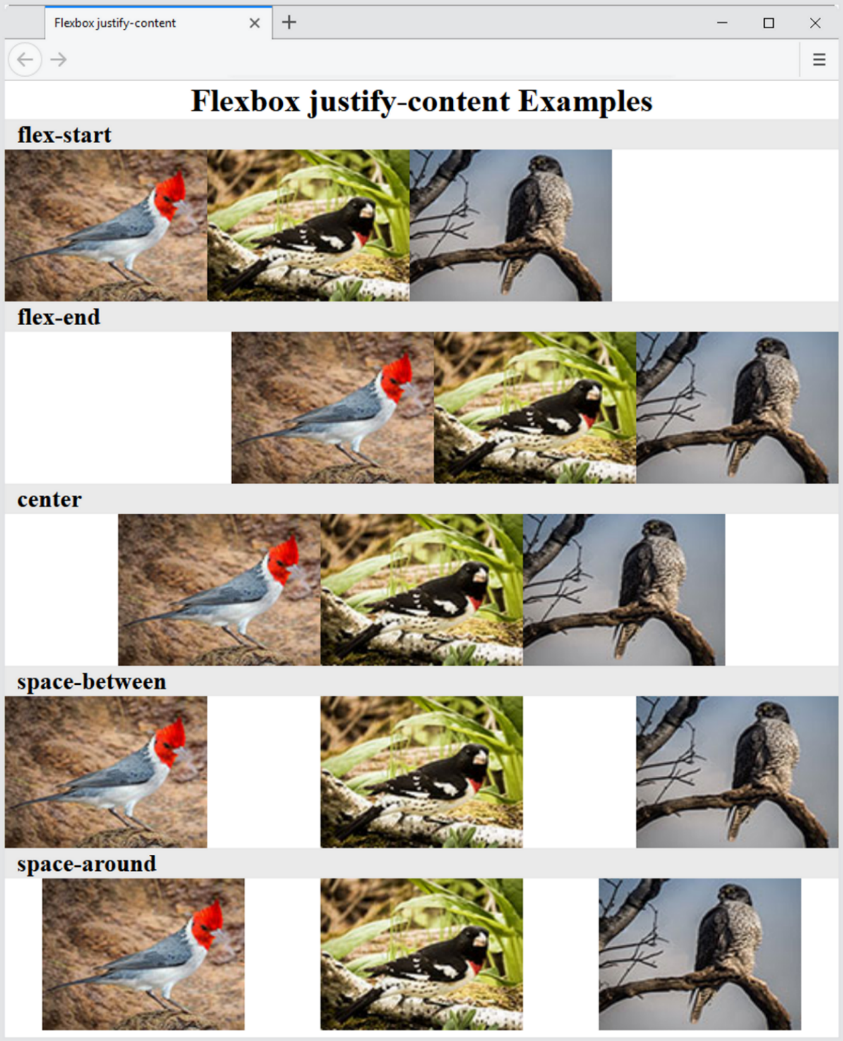 Flexbox justify-content
Flexbox justify-content Examples
flex-start
flex-end
center
space-between
space-around